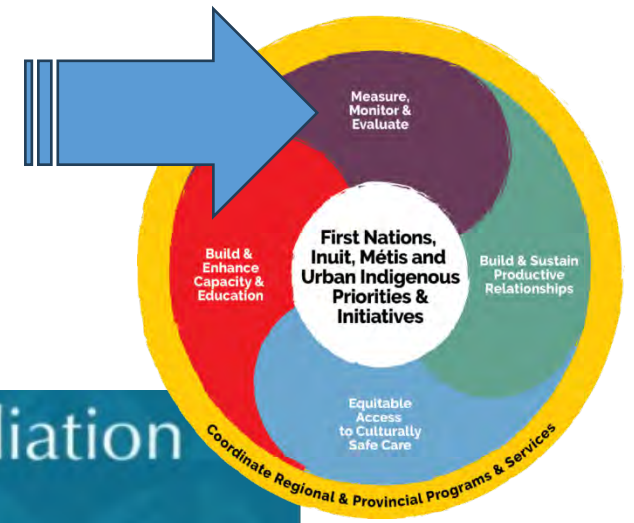 Measure,
Monitor &
Evaluate
First Nations,
Inuit, Métis and
Urban Indigenous
Priorities &
Initiatives
Build &
Enhance
Capacity &
Education
Build & Sustain
Productive
Relationships
Equitable
Access
to Culturally
Safe Care
Coordinate Regional & Provincial Programs & Services
liation